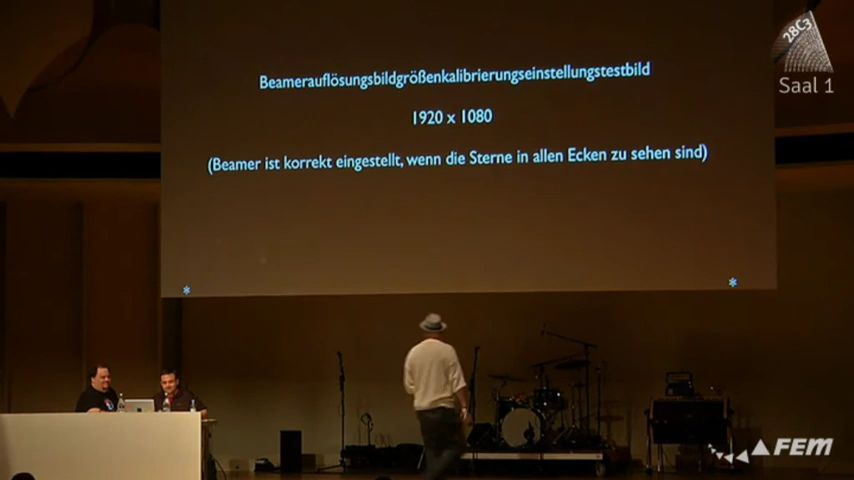 28C3
Saal 1
Beamerauflösungsbildgrößenkalibrierungseinstellungstestbild
1920 x 1080
(Beamer ist korrekt eingestellt, wenn die Sterne in allen Ecken zu sehen sind)
* *
FEM